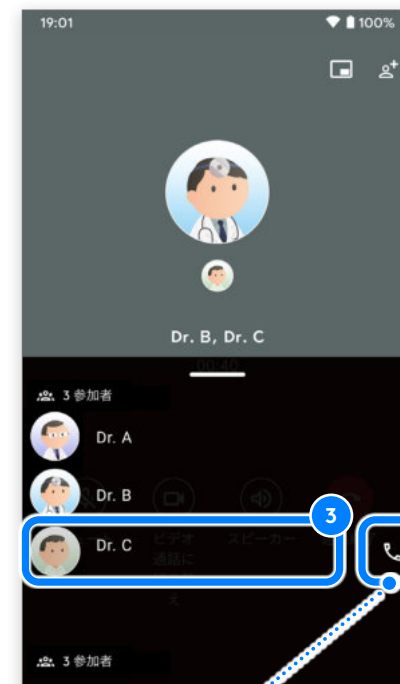 19:01
100%
Dr. B, Dr. C
00:40
3 参加者
Dr. A
Dr. B
3
Dr. C
ビデオ
通話に
え
スピーカー
3 参加者